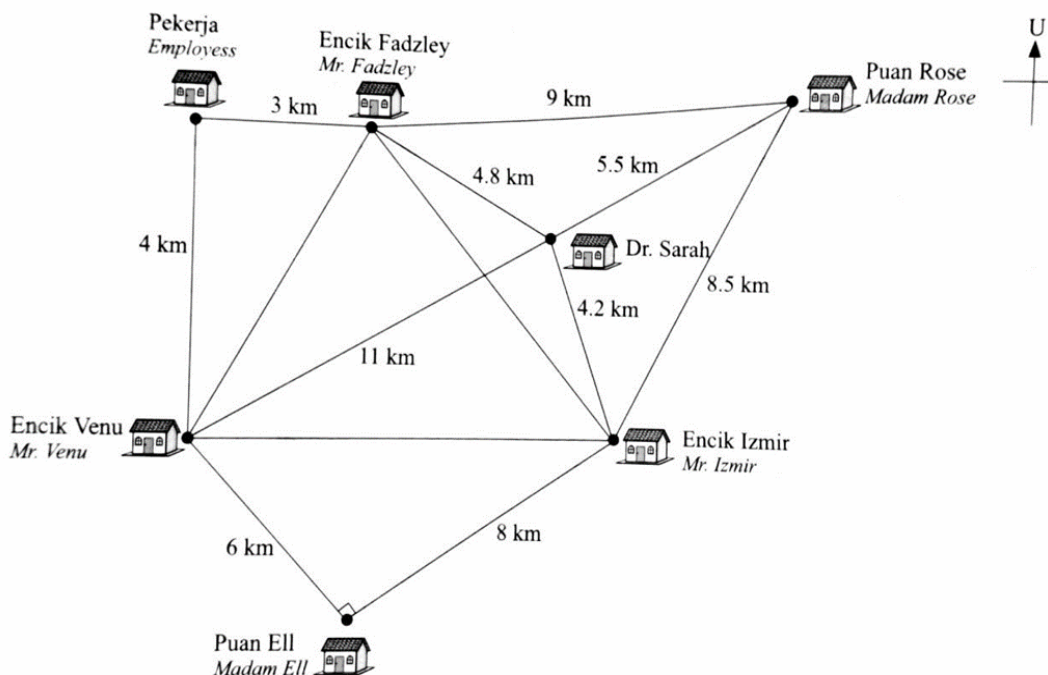 Pekerja
Employess
Encik Fadzley
Mr. Fadzley
Puan Rose
Madam Rose
U
3 km
9 km
4.8 km
5.5 km
Dr. Sarah
4 km
8.5 km
4.2 km
11 km
Encik Venu
Mr. Venu
Encik Izmir
Mr. Izmir
6 km
8 km
Puan Ell
Madam Ell